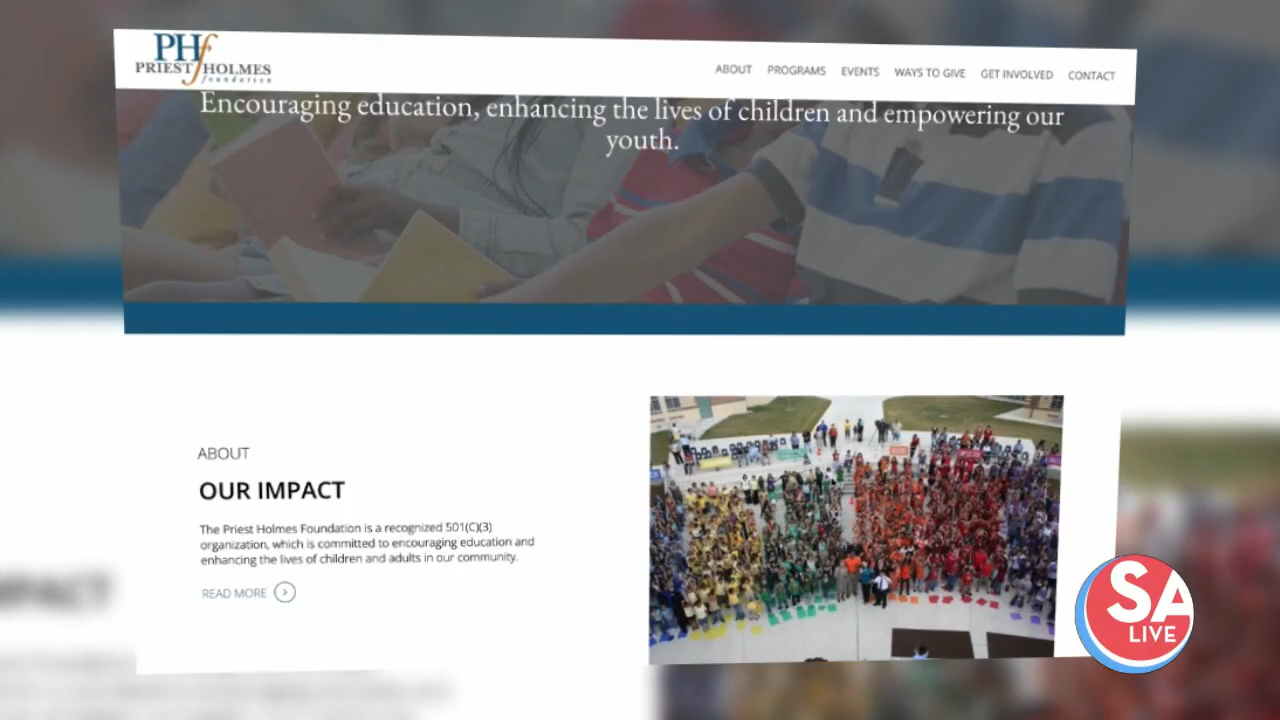 PHf
PRIEST HOLMES
foundation
ABOUT PROGRAMS EVENTS WAYS TO GIVE GET INVOLVED CONTACT
Encouraging education, enhancing the lives of children and empowering our
youth.
ABOUT
OUR IMPACT
The Priest Holmes Foundation is a recognized 501(C)(3)
organization, which is committed to encouraging education and
enhancing the lives of children and adults in our community.
READ MORE
SA
LIVE